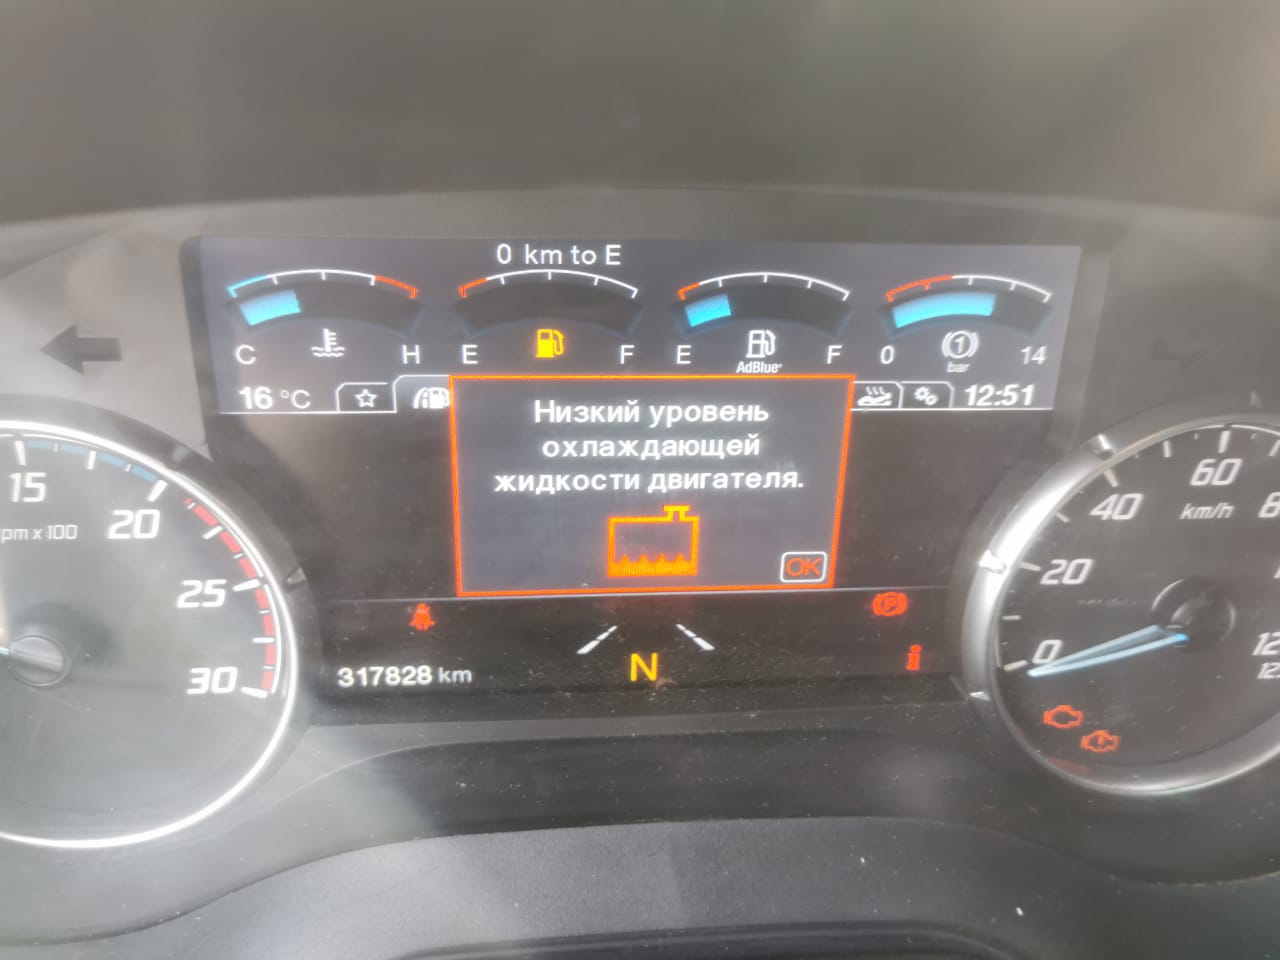 0 km to E
C H E F E F 0 14
AdBlue
bar
16 °C
12:51
Низкий уровень
охлаждающей
жидкости двигателя.
OK
15
20
25
30
pm x 100
317828 km
N
0
20
40
60
km/h